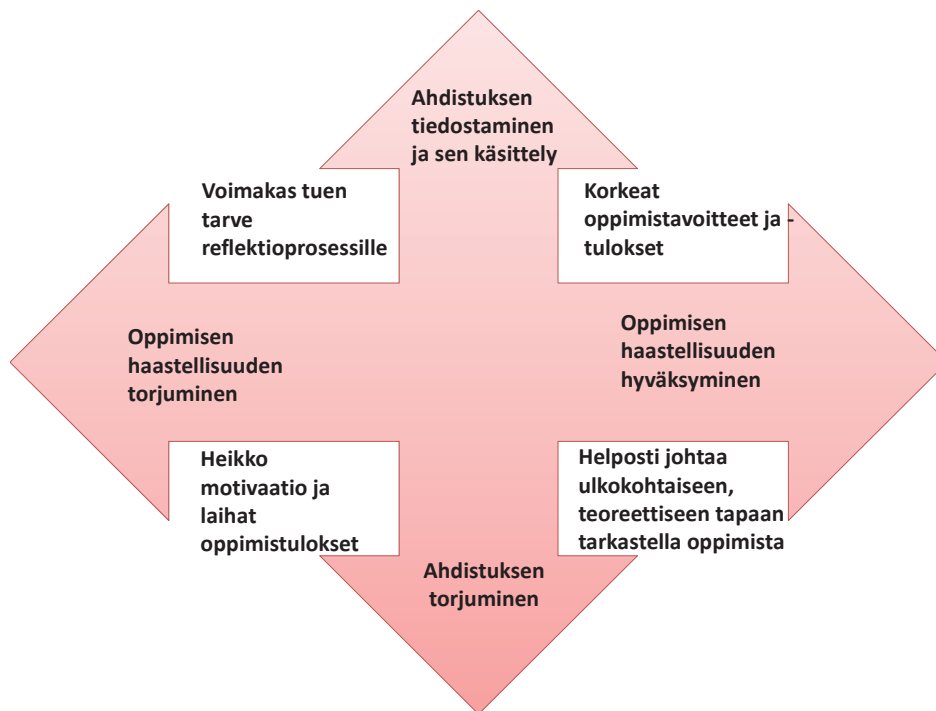 Ahdistuksen
tiedostaminen
ja sen käsittely
Voimakas tuen
tarve
reflektioprosessille
Korkeat
oppimistavoitteet ja -
tulokset
Oppimisen
haastellisuuden
torjuminen
Oppimisen
haastellisuuden
hyväksyminen
Heikko
motivaatio ja
laihat
oppimistulokset
Helposti johtaa
ulkokohtaiseen,
teoreettiseen tapaan
tarkastella oppimista
Ahdistuksen
torjuminen